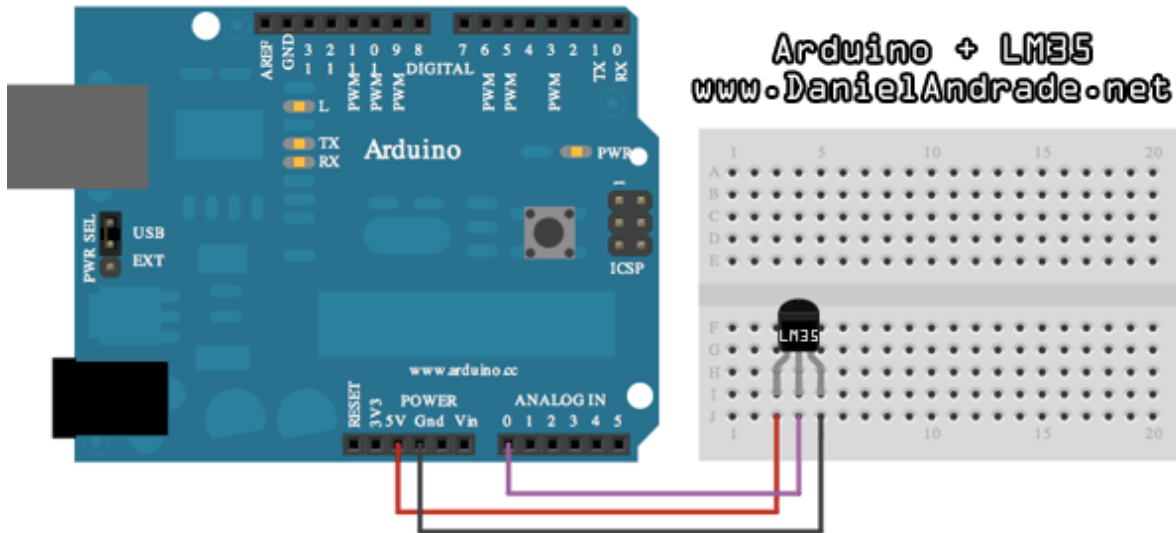 Arduino + LM35
www.DanielAndrade.net
AREF
GND
13
12
11 PWM
10 PWM
9 PWM
8
DIGITAL
7
6 PWM
5 PWM
4
3 PWM
2
1 TX
0 RX
L
TX
RX
Arduino
PWR
1
ICSP
PWR SEL
USB
EXT
www.arduino.cc
POWER
RESET
3V3
5V
Gnd
Vin
ANALOG IN
0 1 2 3 4 5
1 5 10 15 20
A
B
C
D
E
F
G
H
I
J
LM35
1 10 15 20